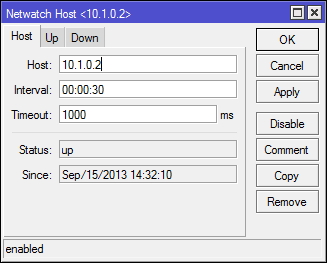 Netwatch Host <10.1.0.2>
Host Up Down
Host: 10.1.0.2
Interval: 00:00:30
Timeout: 1000 ms
Status: up
Since: Sep/15/2013 14:32:10
OK
Cancel
Apply
Disable
Comment
Copy
Remove
enabled